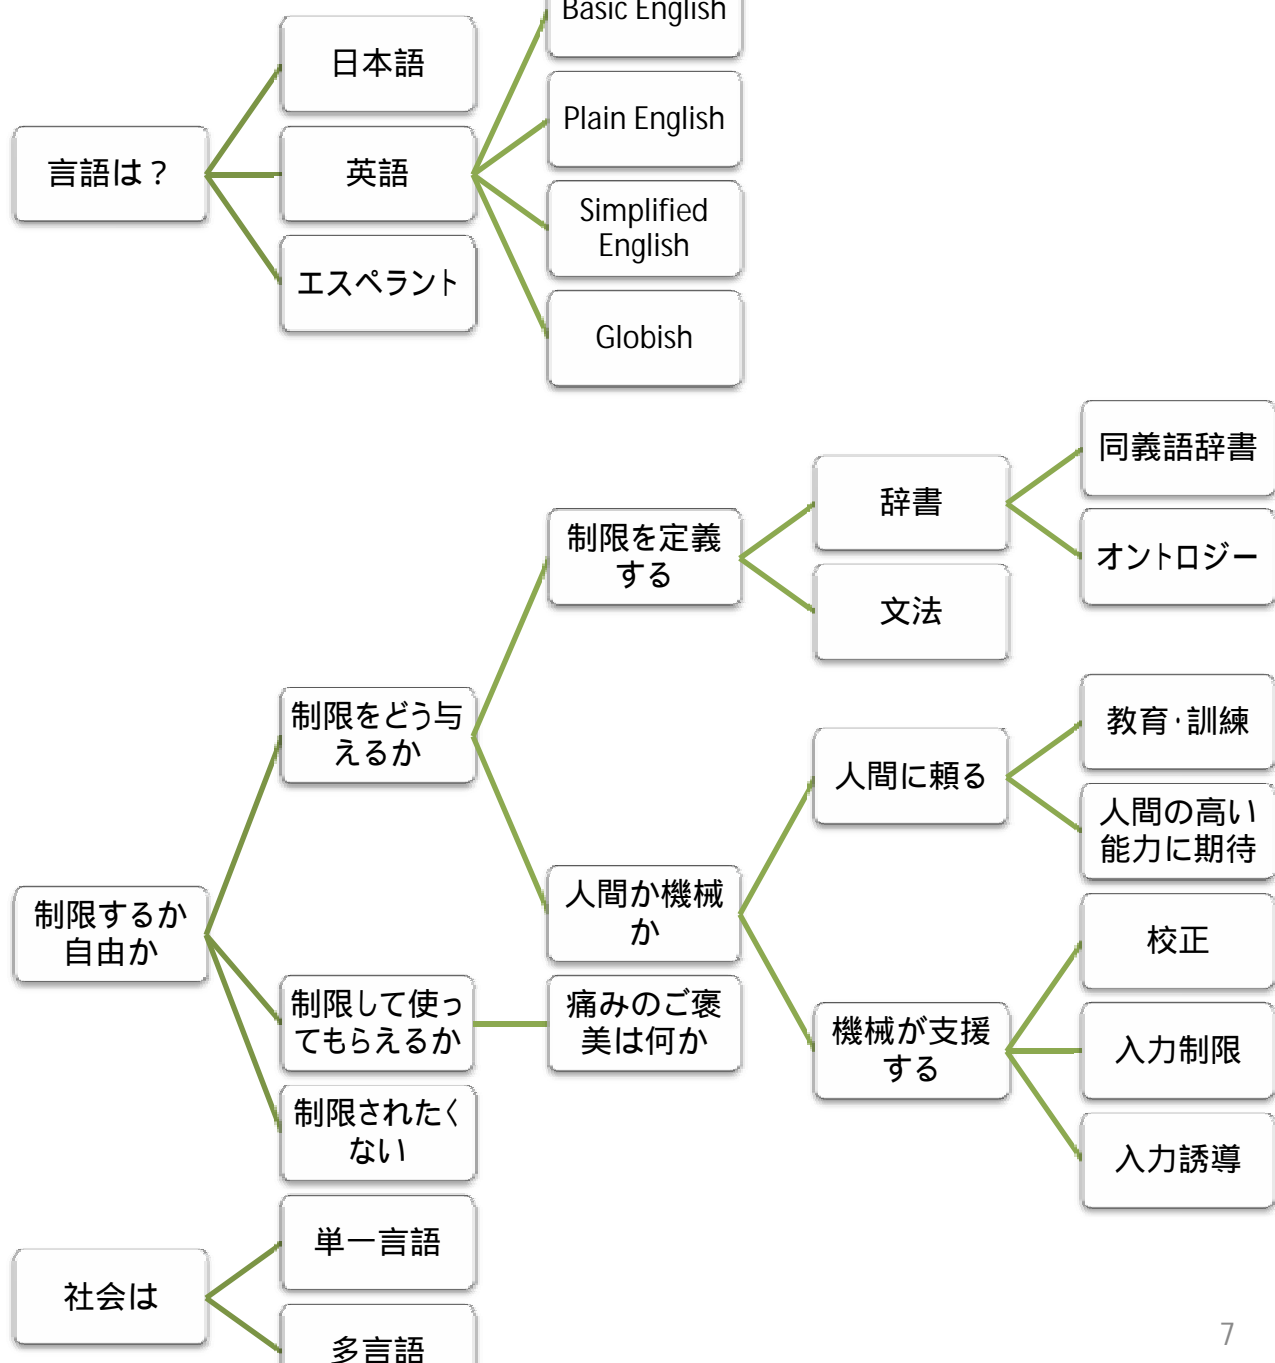 Basic English
日本語
Plain English
言語は？
英語
Simplified
English
エスペラント
Globish
同義語辞書
辞書
制限を定義
する
オントロジー
文法
制限をどう与
えるか
教育・訓練
人間に頼る
人間の高い
能力に期待
人間か機械
か
制限するか
自由か
校正
制限して使っ
てもらえるか
痛みのご褒
美は何か
機械が支援
する
入力制限
制限されたく
ない
入力誘導
単一言語
社会は
多言語
7